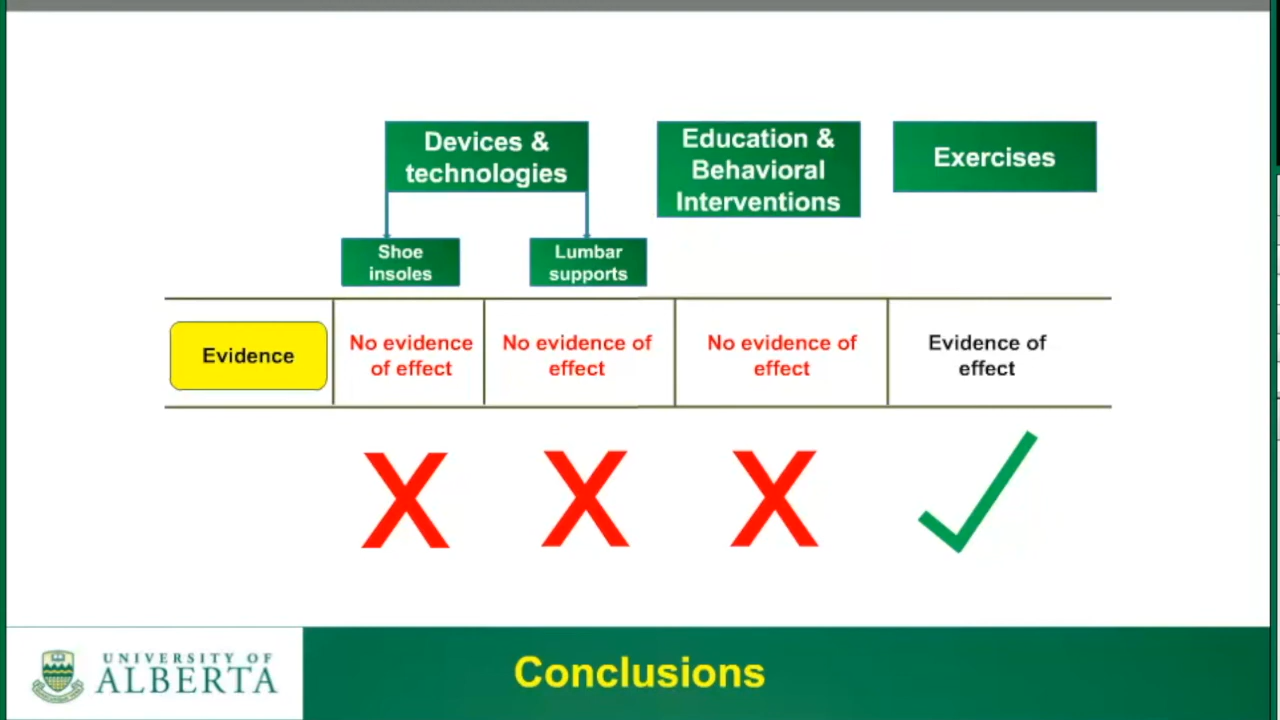 Devices &
technologies
Education &
Behavioral
Interventions
Exercises
Shoe
insoles
Lumbar
supports
Evidence
No evidence
of effect
No evidence of
effect
No evidence of
effect
Evidence of
effect
X X X
UNIVERSITY OF
ALBERTA
Conclusions